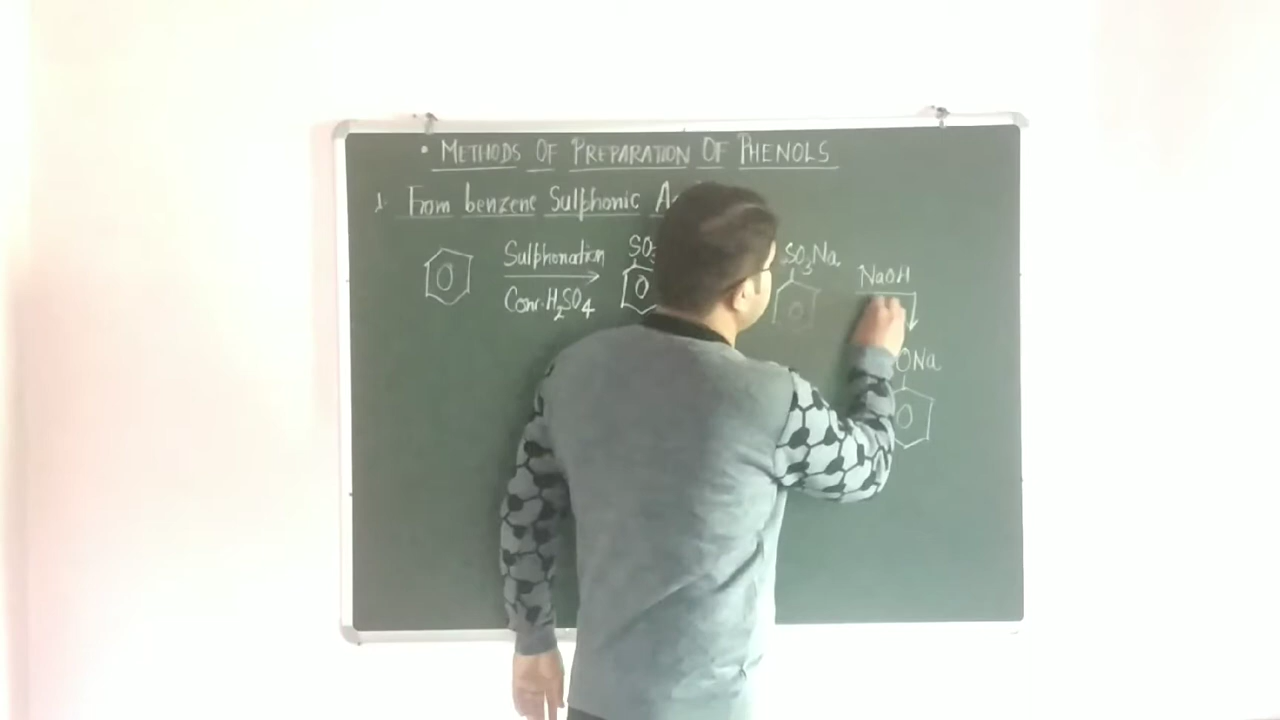 • METHODS OF PREPARATION OF PHENOLS
1. From benzene Sulphonic
Sulphonation
Conc. H₂SO₄
SO₃
SO₃Na
NaOH
ONa